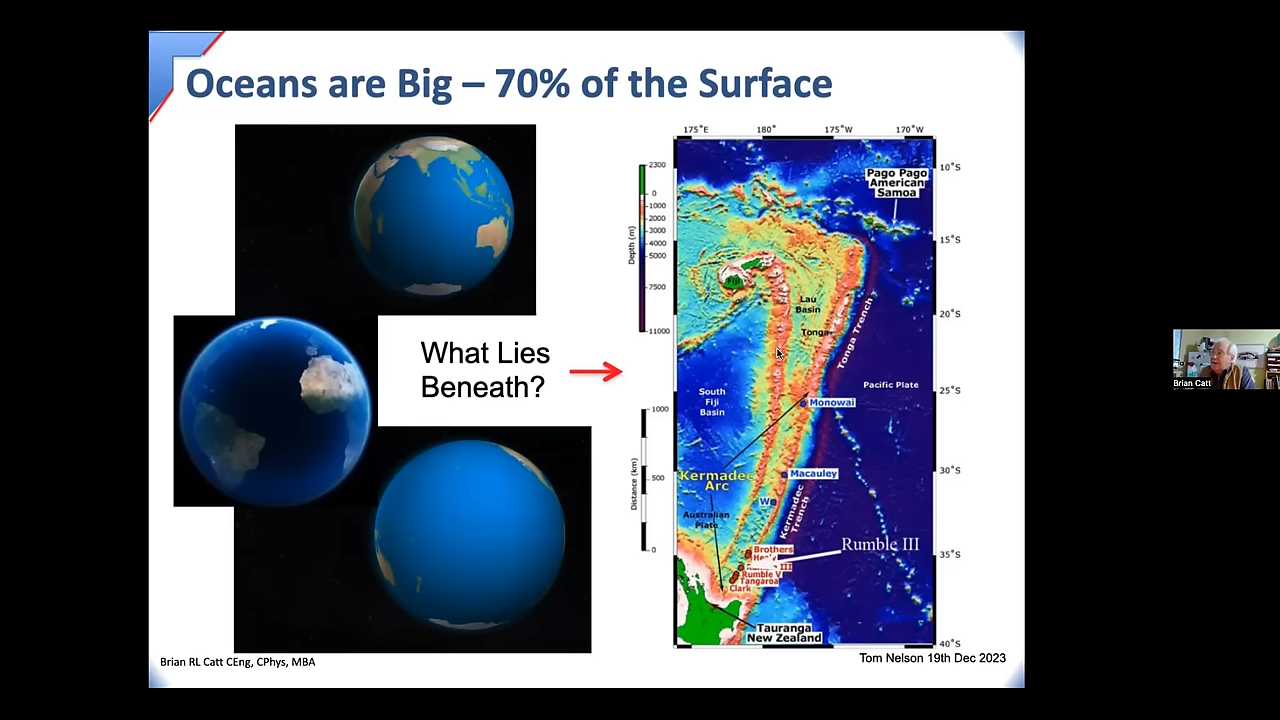 Oceans are Big – 70% of the Surface
What Lies
Beneath?
175°E
180°
175°W
170°W
2300
0
1000
2000
3000
4000
5000
7500
11000
Depth (m)
1000
500
0
Distance (km)
10°S
15°S
20°S
25°S
30°S
35°S
40°S
Pago Pago
American
Samoa
Fiji
Lau
Basin
Tonga
Tonga Trench
Pacific Plate
South
Fiji
Basin
Monowai
Kermadec
Arc
Macauley
W
Kermadec
Trench
Australian
Plate
Brothers
Rumble III
III
Rumble V
Tangaroa
Clark
Tauranga
New Zealand
Brian RL Catt CEng, CPhys, MBA
Tom Nelson 19th Dec 2023
Brian Catt